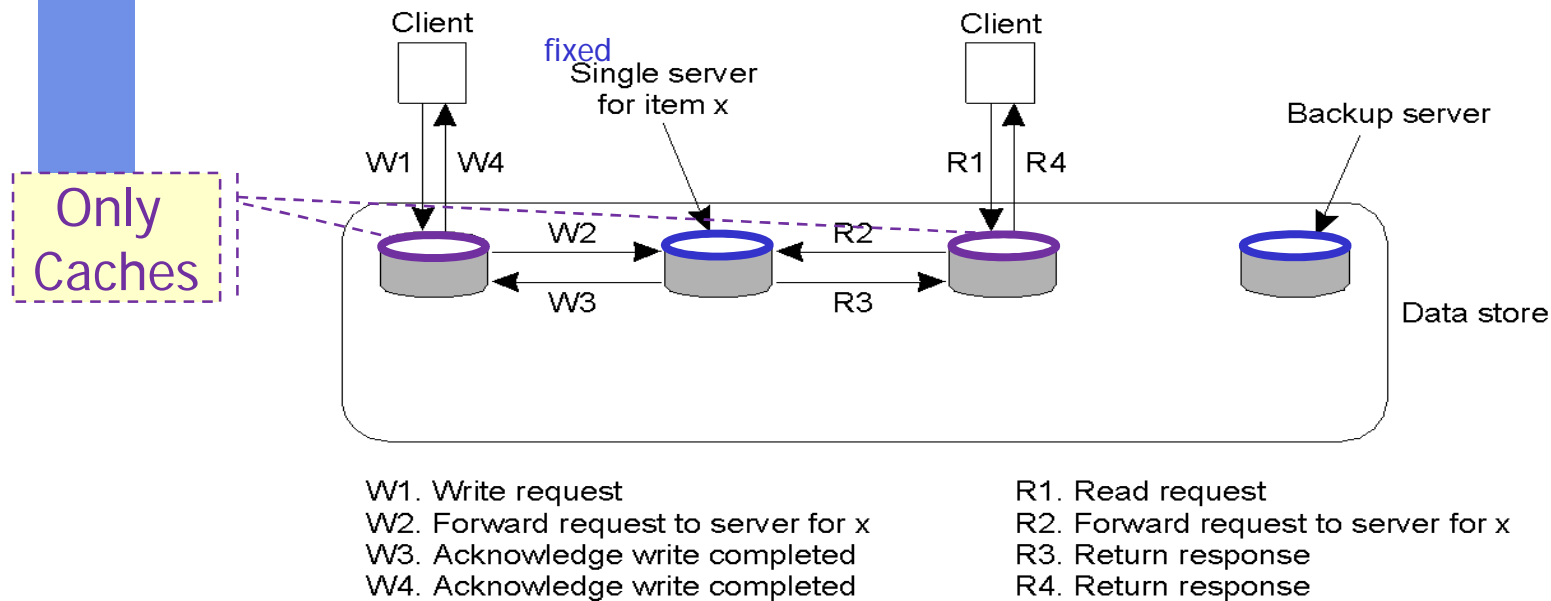 Client
Client
fixed
Single server
for item x
Backup server
W1
W4
R1
R4
Only
Caches
W2
R2
W3
R3
Data store
W1. Write request
W2. Forward request to server for x
W3. Acknowledge write completed
W4. Acknowledge write completed
R1. Read request
R2. Forward request to server for x
R3. Return response
R4. Return response